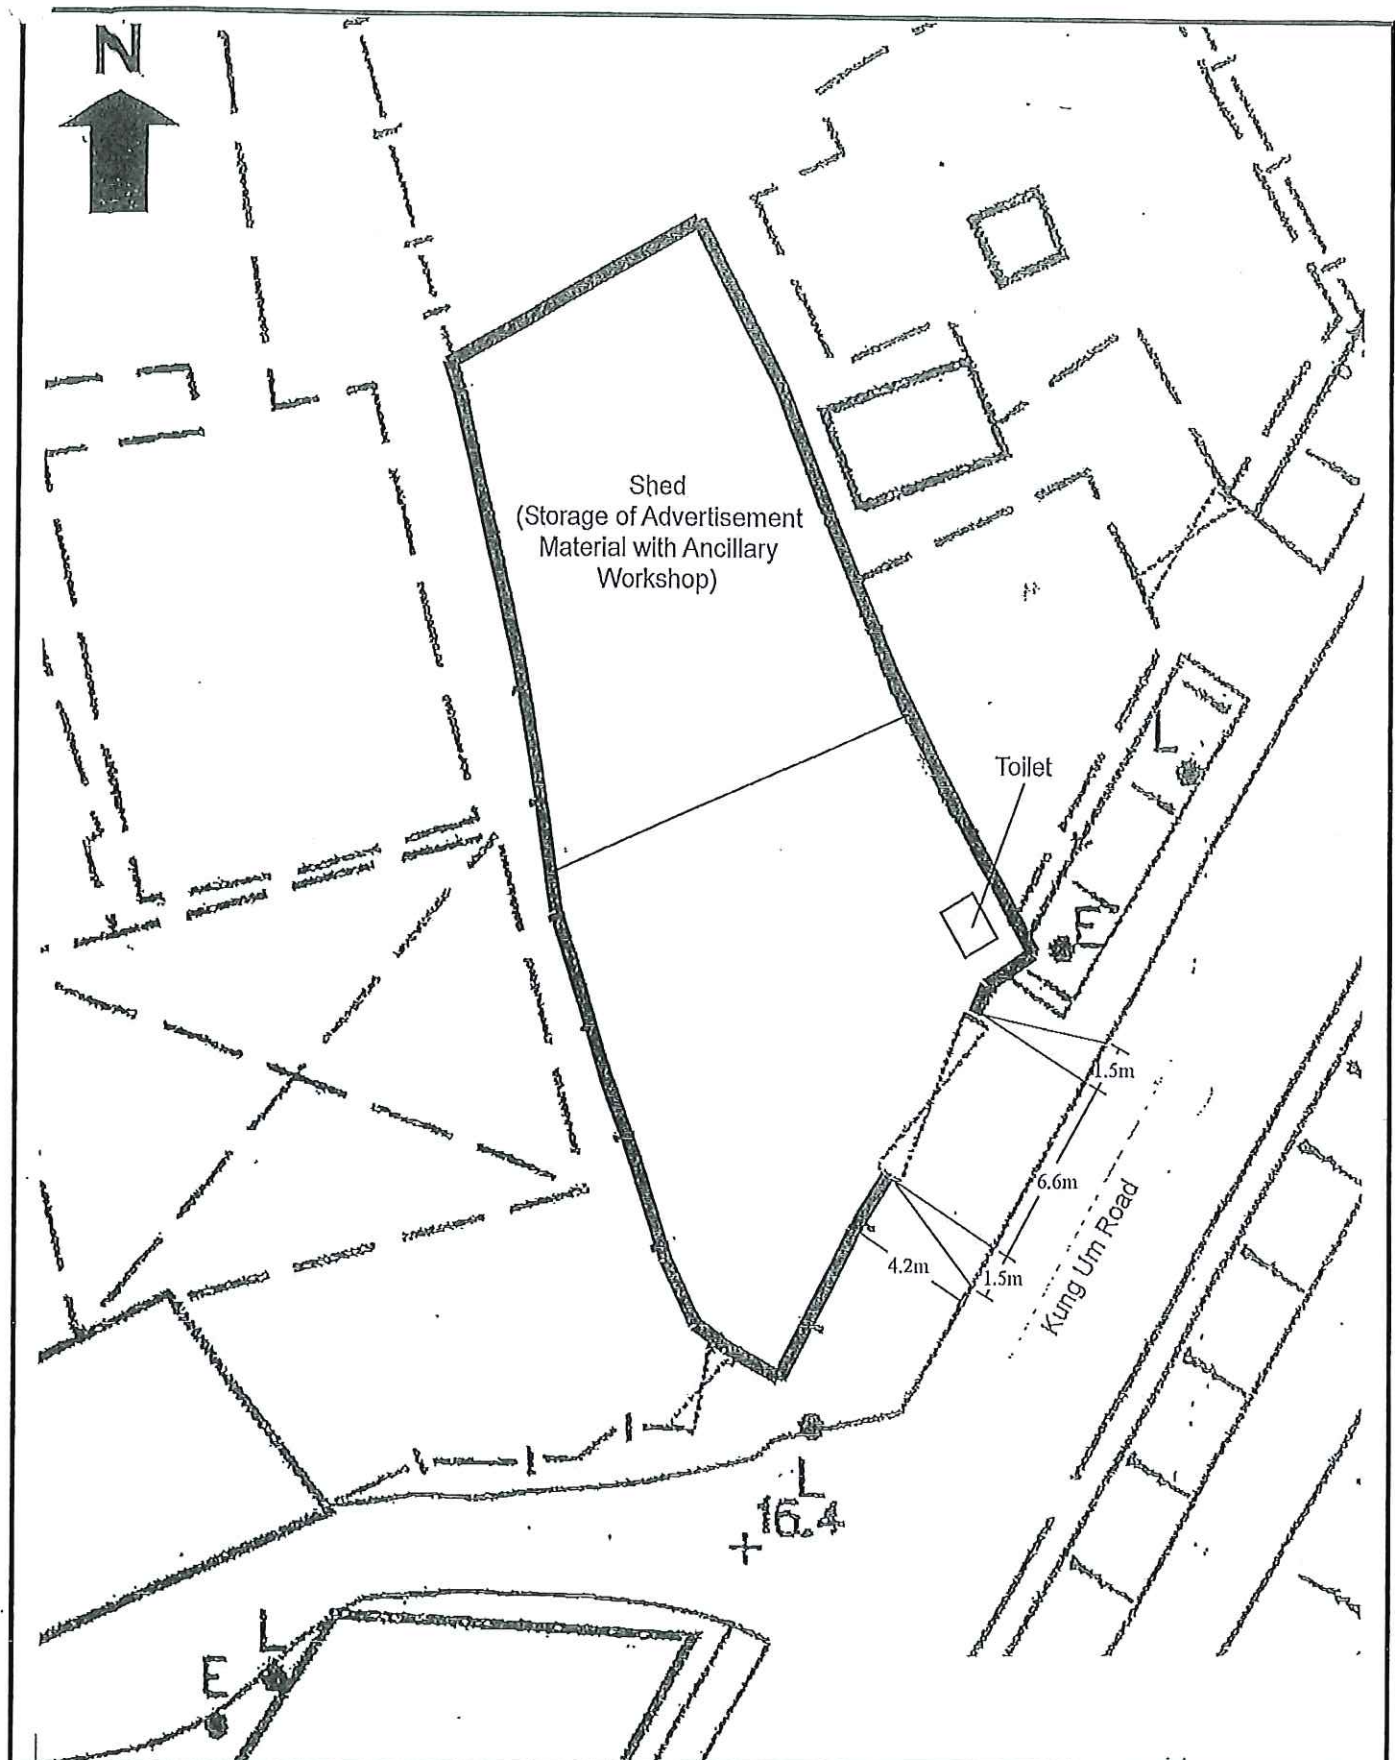 N
Shed
(Storage of Advertisement
Material with Ancillary
Workshop)
L
Toilet
E
1.5m
6.6m
4.2m
1.5m
Kung Um Road
L
16.4
L
E